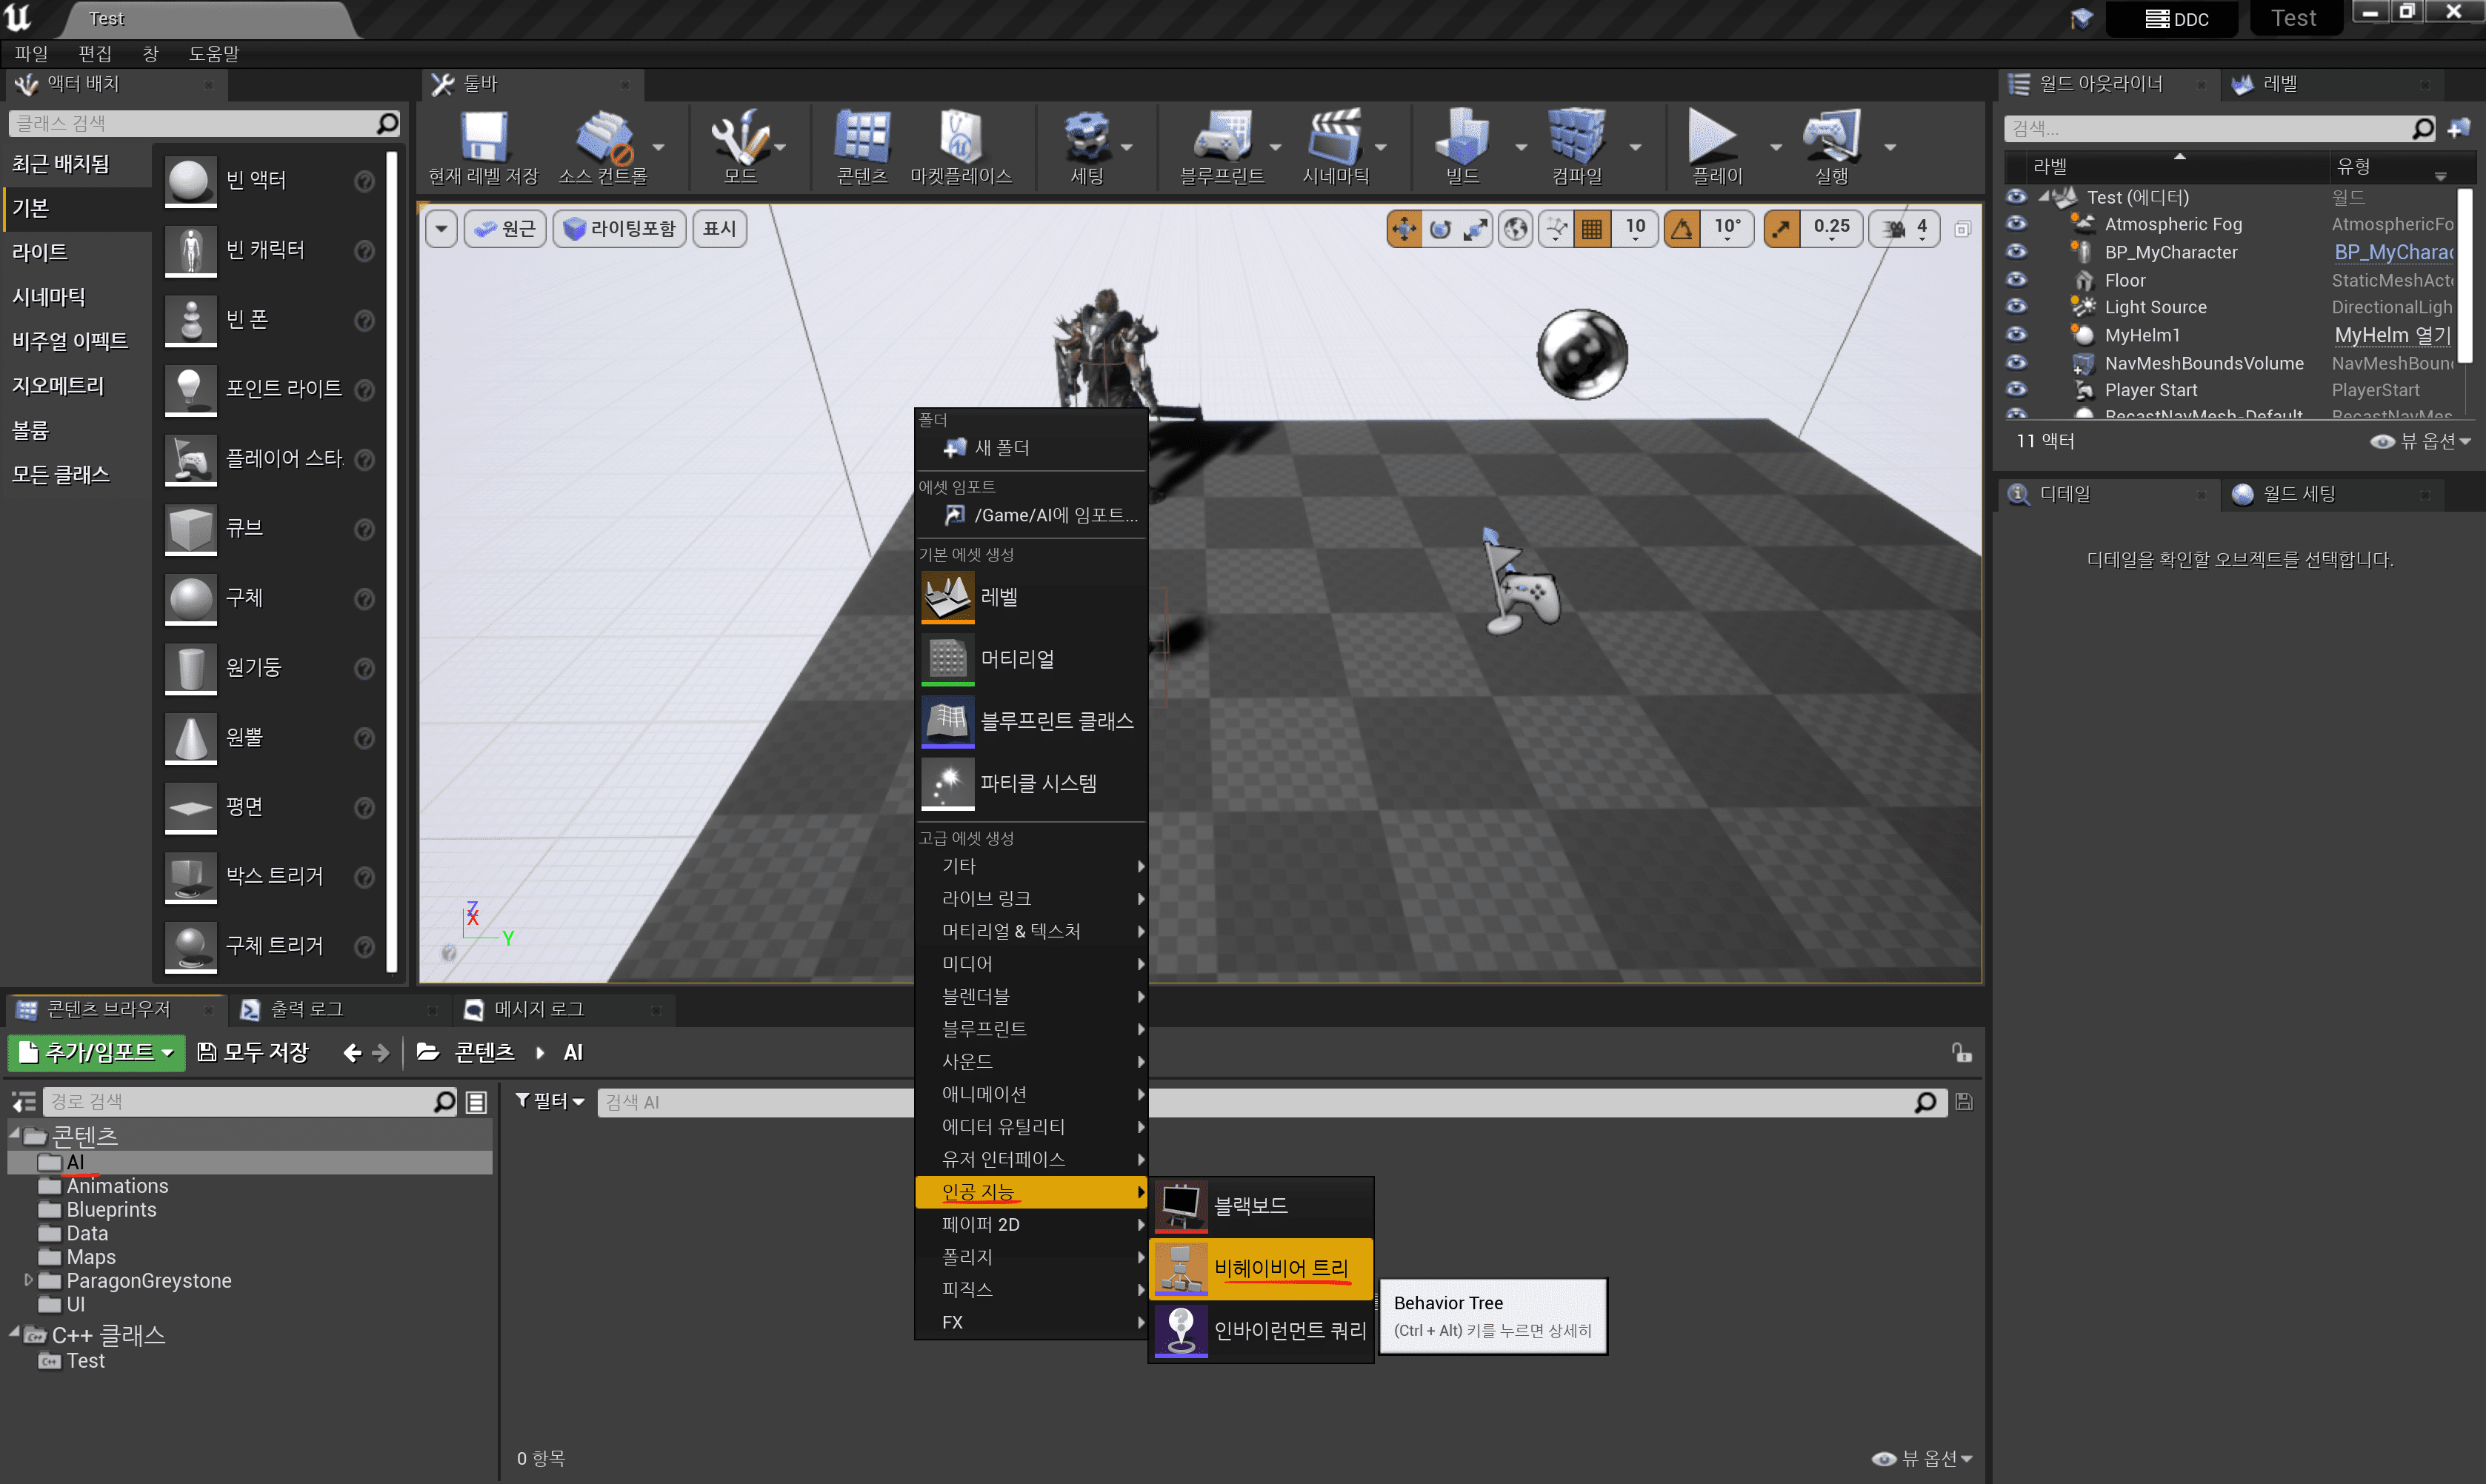 Test
DDC
Test
파일 편집 창 도움말
액터 배치
클래스 검색
최근 배치됨
기본
라이트
시네마틱
비주얼 이펙트
지오메트리
볼륨
모든 클래스
빈 액터
빈 캐릭터
빈 폰
포인트 라이트
플레이어 스타
큐브
구체
원기둥
원뿔
평면
박스 트리거
구체 트리거
툴바
현재 레벨 저장
소스 컨트롤
모드
콘텐츠
마켓플레이스
세팅
블루프린트
시네마틱
빌드
컴파일
플레이
실행
원근
라이팅포함
표시
10
10°
0.25
4
Z
X
Y
폴더
새 폴더
에셋 임포트
/Game/AI에 임포트...
기본 에셋 생성
레벨
머티리얼
블루프린트 클래스
파티클 시스템
고급 에셋 생성
기타
라이브 링크
머티리얼 & 텍스처
미디어
블렌더블
블루프린트
사운드
애니메이션
에디터 유틸리티
유저 인터페이스
인공 지능
페이퍼 2D
폴리지
피직스
FX
블랙보드
비헤이비어 트리
인바이런먼트 쿼리
Behavior Tree
(Ctrl + Alt) 키를 누르면 상세히
월드 아웃라이너
레벨
검색...
라벨 유형
Test (에디터) 월드
Atmospheric Fog AtmosphericFo
BP_MyCharacter BP_MyCharac
Floor StaticMeshActo
Light Source DirectionalLigh
MyHelm1 MyHelm 열기
NavMeshBoundsVolume NavMeshBoun
Player Start PlayerStart
RecastNavMesh-Default RecastNavMes
11 액터
뷰 옵션
디테일
월드 세팅
디테일을 확인할 오브젝트를 선택합니다.
콘텐츠 브라우저
출력 로그
메시지 로그
추가/임포트
모두 저장
콘텐츠
AI
경로 검색
필터
검색 AI
콘텐츠
AI
Animations
Blueprints
Data
Maps
ParagonGreystone
UI
C++ 클래스
Test
0 항목
뷰 옵션